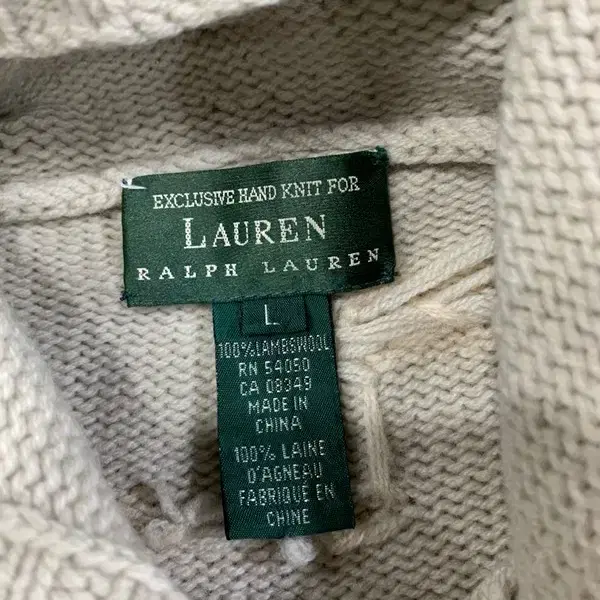 EXCLUSIVE HAND KNIT FOR
LAUREN
RALPH LAUREN
L
100% LAMBSWOOL
RN 54050
CA 08349
MADE IN
CHINA
100% LAINE
D'AGNEAU
FABRIQUÉ EN
CHINE